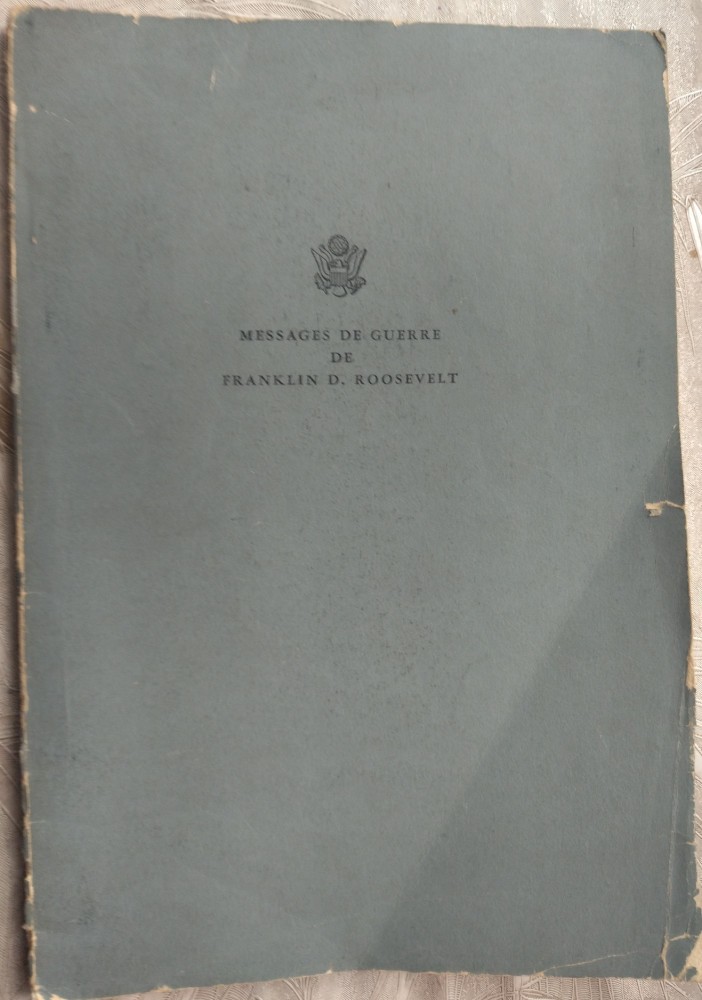 MESSAGES DE GUERRE
DE
FRANKLIN D. ROOSEVELT